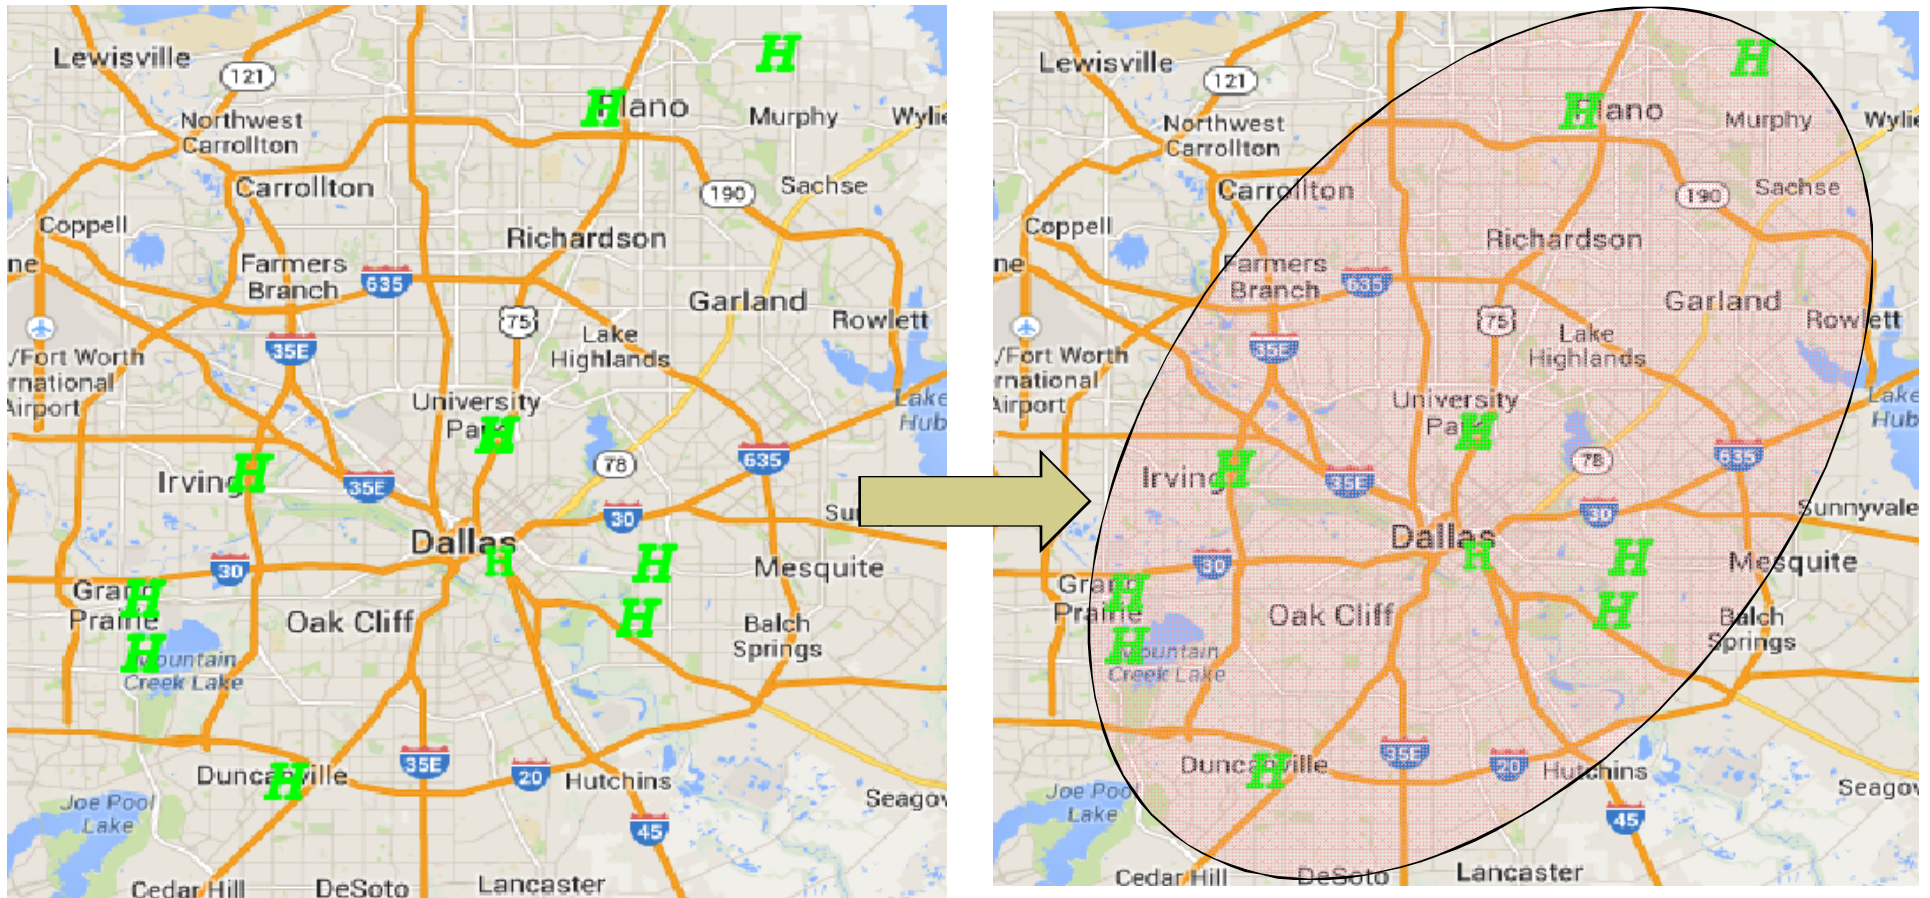 Lewisville
121
H
H
Plano
Murphy
Wylie
Northwest
Carrollton
Carrollton
190
Sachse
Coppell
Richardson
ne
Farmers
Branch
635
Garland
75
Rowlett
Lake
Highlands
35E
/Fort Worth
rnational
Airport
University
Park
H
Lake
Hub
78
635
Irving
H
35E
30
Su
Dallas
H
H
30
Mesquite
Grand
Prairie
H
H
H
Oak Cliff
Balch
Springs
Mountain
Creek Lake
35E
20
Duncanville
H
Hutchins
Joe Pool
Lake
Seagov
45
Cedar Hill
DeSoto
Lancaster
Lewisville
121
H
H
Plano
Murphy
Wylie
Northwest
Carrollton
Carrollton
190
Sachse
Coppell
Richardson
ne
Farmers
Branch
635
Garland
75
Rowlett
Lake
Highlands
35E
/Fort Worth
rnational
Airport
University
Park
H
Lake
Hub
78
635
Irving
H
35E
30
Sunnyvale
Dallas
H
H
30
Mesquite
Grand
Prairie
H
H
H
Oak Cliff
Balch
Springs
Mountain
Creek Lake
35E
20
Duncanville
H
Hutchins
Joe Pool
Lake
Seagov
45
Cedar Hill
DeSoto
Lancaster